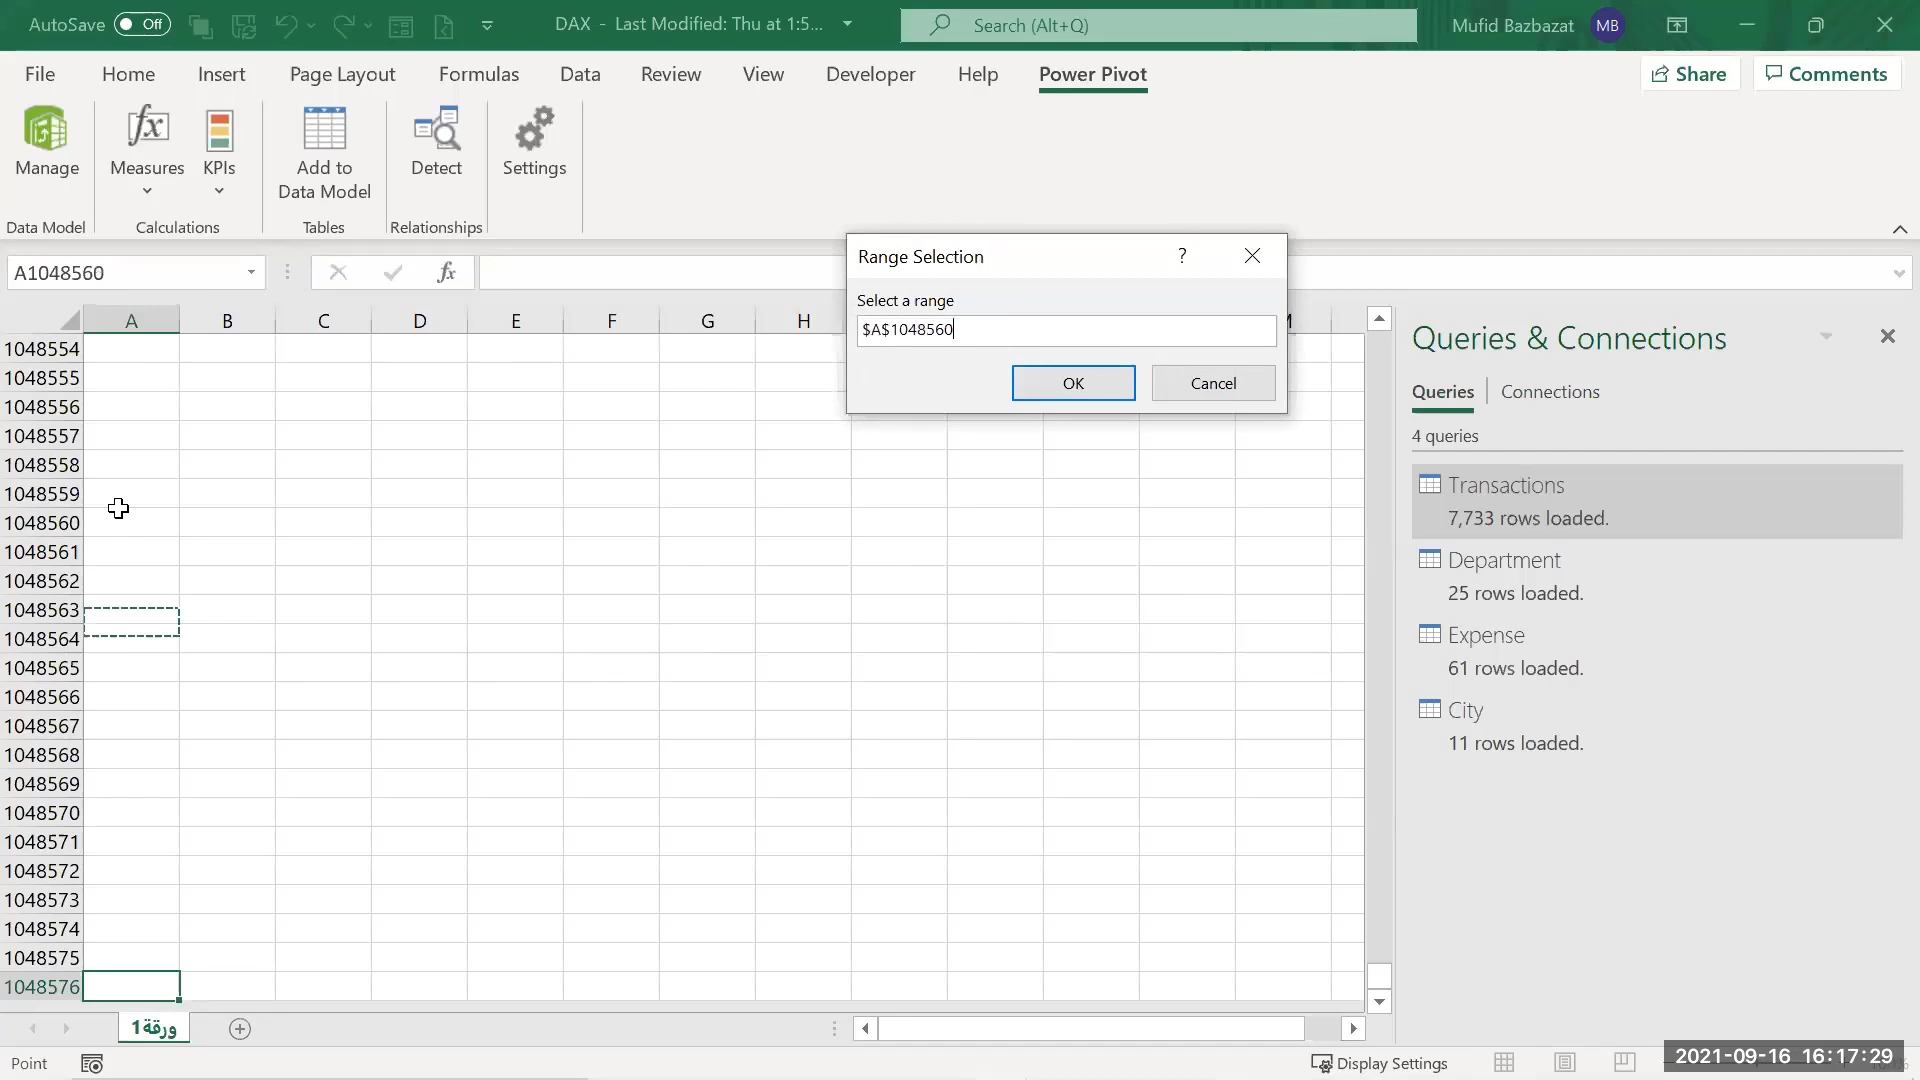 AutoSave Off
DAX - Last Modified: Thu at 1:5...
Search (Alt+Q)
Mufid Bazbazat MB
File Home Insert Page Layout Formulas Data Review View Developer Help Power Pivot
Share Comments
Manage
Measures
KPIs
Add to
Data Model
Detect
Settings
Data Model
Calculations
Tables
Relationships
A1048560
fx
Range Selection ?
Select a range
$A$1048560
OK Cancel
A B C D E F G H
1048554
1048555
1048556
1048557
1048558
1048559
1048560
1048561
1048562
1048563
1048564
1048565
1048566
1048567
1048568
1048569
1048570
1048571
1048572
1048573
1048574
1048575
1048576
Queries & Connections
Queries Connections
4 queries
Transactions
7,733 rows loaded.
Department
25 rows loaded.
Expense
61 rows loaded.
City
11 rows loaded.
ورقة1
Point
Display Settings
2021-09-16 16:17:29